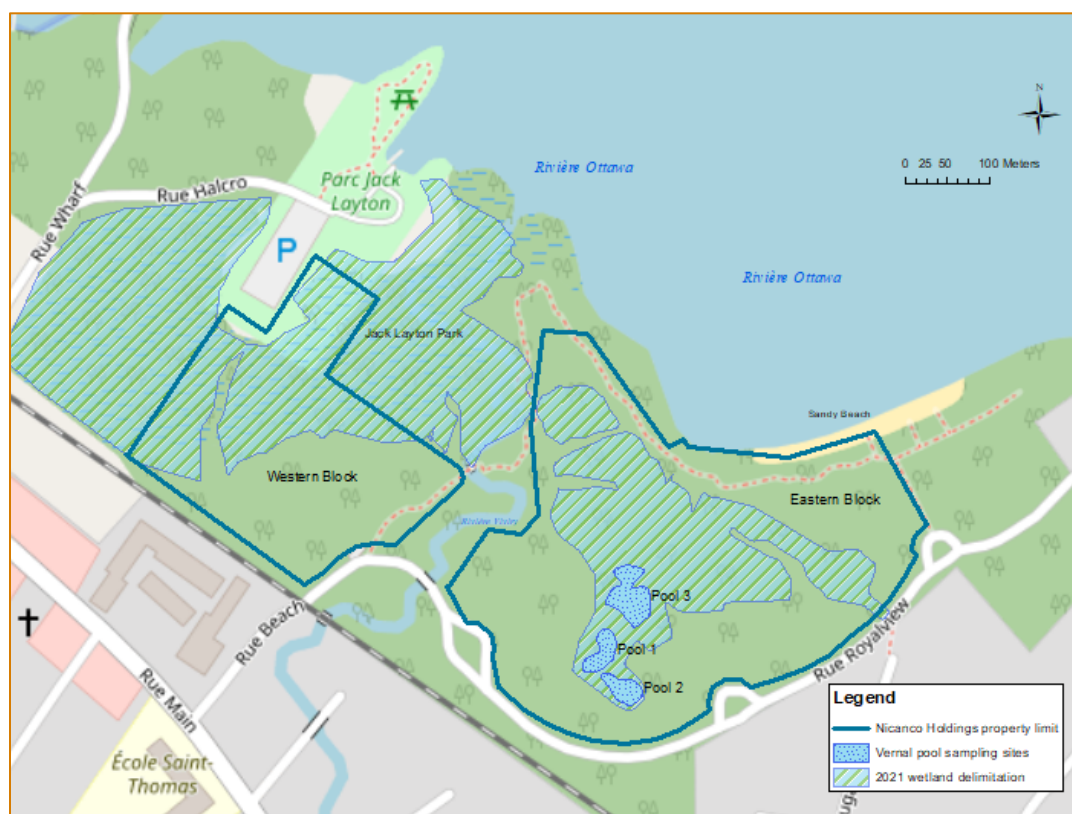 N
0 25 50 100 Meters
Rivière Ottawa
Parc Jack
Layton
Rue Halcro
Rue Wharf
P
Rivière Ottawa
Jack Layton Park
Sandy Beach
Western Block
Eastern Block
Pool 3
Rue Beach
Pool 1
Rue Royalview
Pool 2
Rue Main
École Saint-
Thomas
Legend
Nicanco Holdings property limit
Vernal pool sampling sites
2021 wetland delimitation